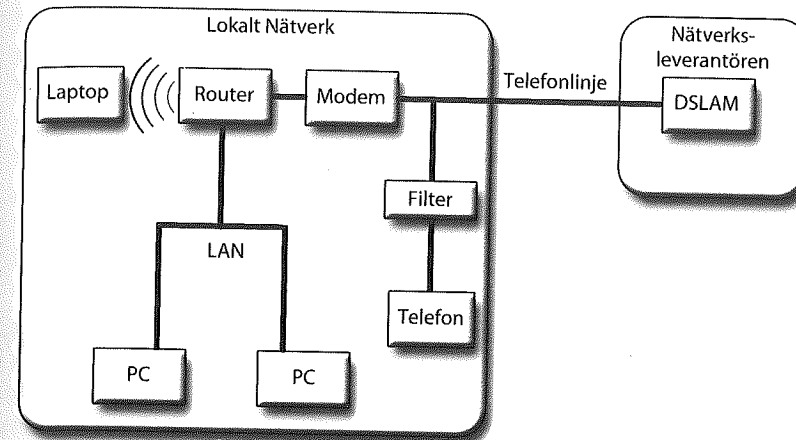 Lokalt Nätverk
Nätverks-
leverantören
Telefonlinje
Laptop
Router
Modem
DSLAM
Filter
LAN
Telefon
PC
PC